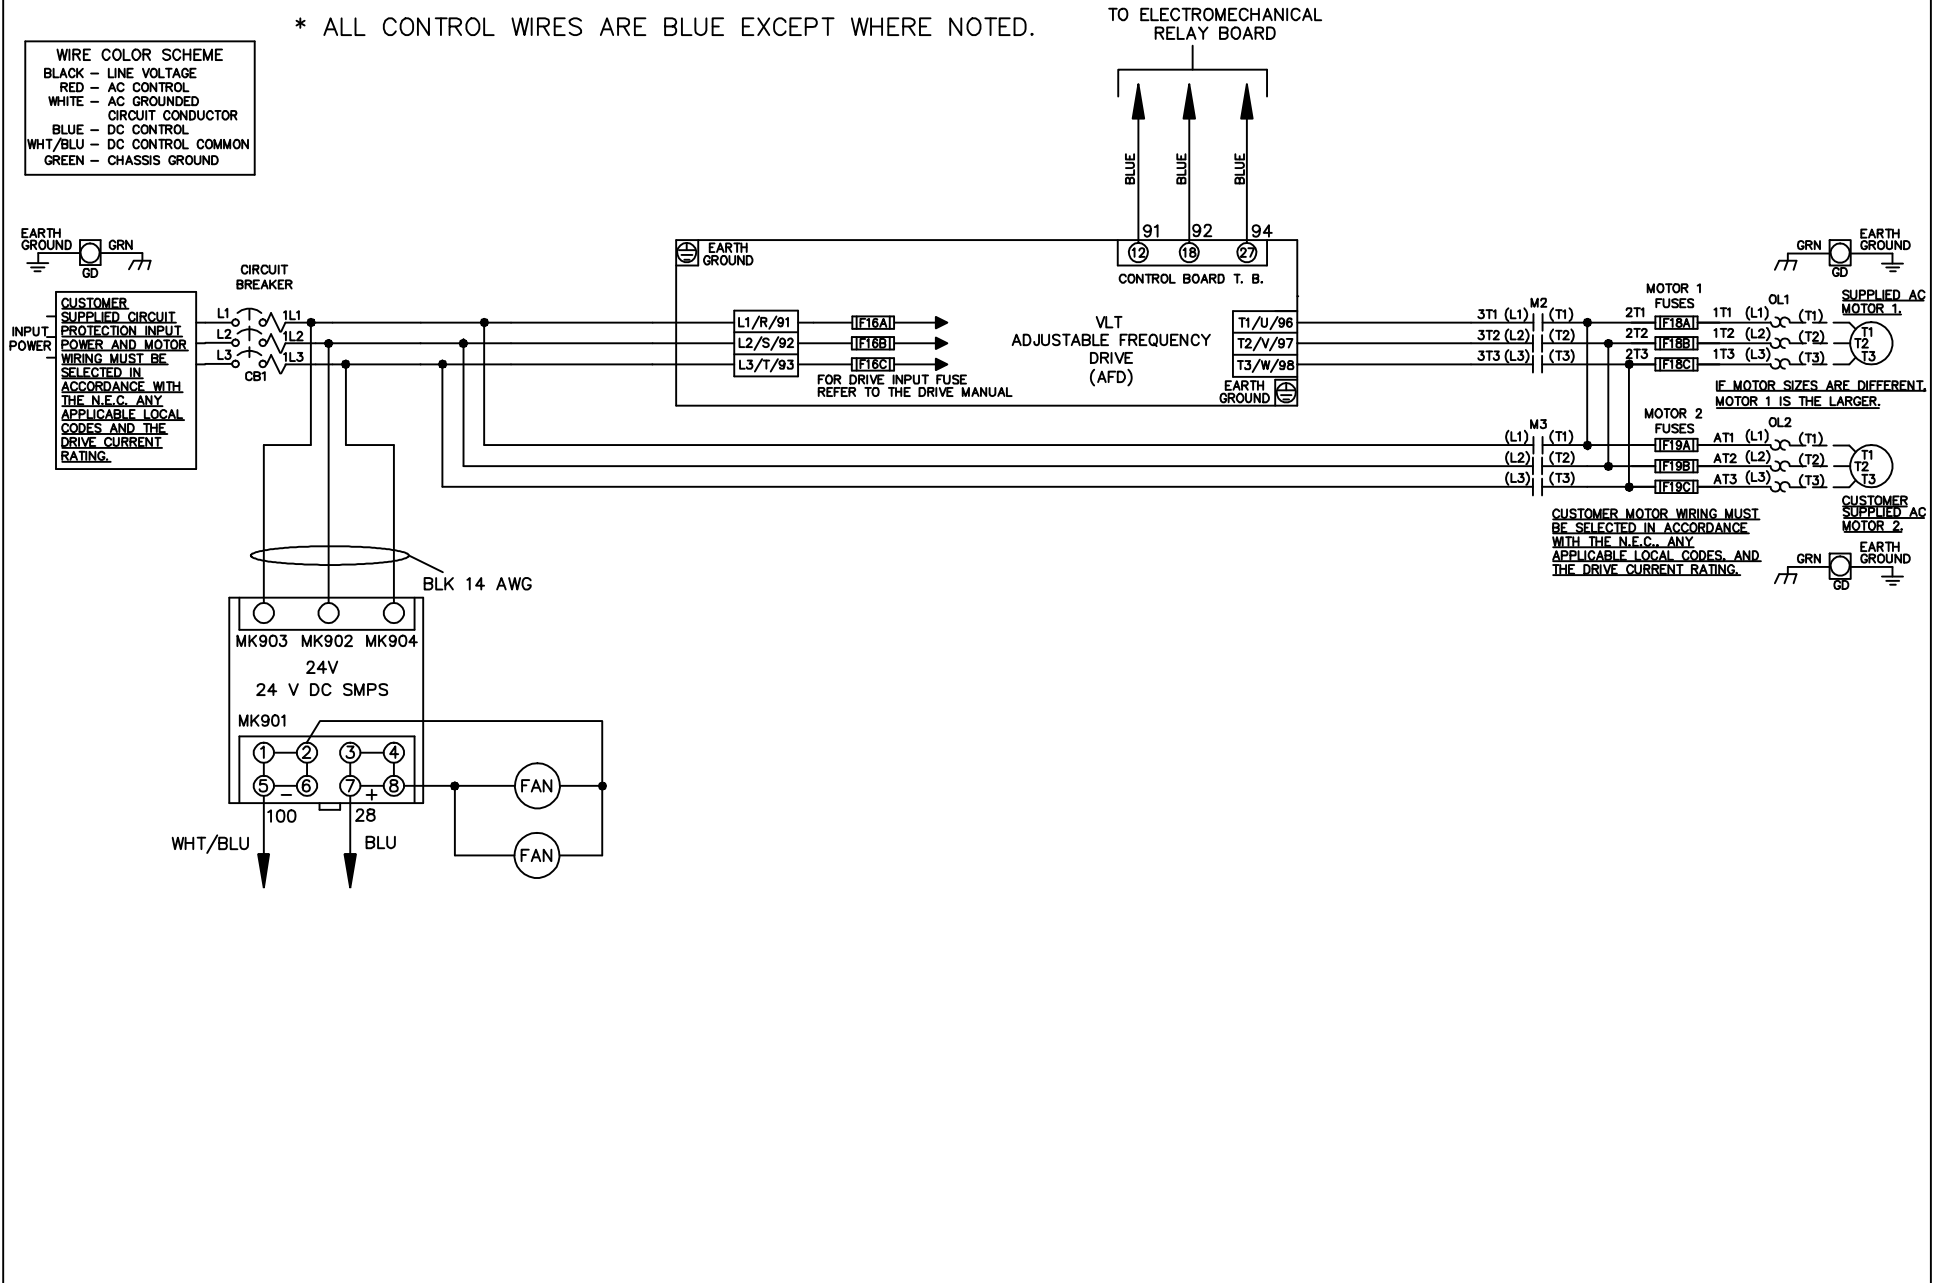 * ALL CONTROL WIRES ARE BLUE EXCEPT WHERE NOTED.
TO ELECTROMECHANICAL
RELAY BOARD
WIRE COLOR SCHEME
BLACK – LINE VOLTAGE
RED – AC CONTROL
WHITE – AC GROUNDED
CIRCUIT CONDUCTOR
BLUE – DC CONTROL
WHT/BLU – DC CONTROL COMMON
GREEN – CHASSIS GROUND
BLUE
BLUE
BLUE
91 92 94
12 18 27
CONTROL BOARD T. B.
EARTH
GROUND
GRN
GD
CIRCUIT
BREAKER
INPUT
POWER
CUSTOMER
SUPPLIED CIRCUIT
PROTECTION INPUT
POWER AND MOTOR
WIRING MUST BE
SELECTED IN
ACCORDANCE WITH
THE N.E.C. ANY
APPLICABLE LOCAL
CODES AND THE
DRIVE CURRENT
RATING.
L1 1L1
L2 1L2
L3 1L3
CB1
EARTH
GROUND
L1/R/91 F16A
L2/S/92 F16B
L3/T/93 F16C
FOR DRIVE INPUT FUSE
REFER TO THE DRIVE MANUAL
VLT
ADJUSTABLE FREQUENCY
DRIVE
(AFD)
T1/U/96
T2/V/97
T3/W/98
EARTH
GROUND
M2
3T1 (L1) (T1) 2T1
3T2 (L2) (T2) 2T2
3T3 (L3) (T3) 2T3
MOTOR 1
FUSES
F18A
F18B
F18C
OL1
1T1 (L1) (T1)
1T2 (L2) (T2)
1T3 (L3) (T3)
T1
T2
T3
GRN
GD
EARTH
GROUND
SUPPLIED AC
MOTOR 1.
IF MOTOR SIZES ARE DIFFERENT,
MOTOR 1 IS THE LARGER.
M3
(L1) (T1)
(L2) (T2)
(L3) (T3)
MOTOR 2
FUSES
F19A
F19B
F19C
OL2
AT1 (L1) (T1)
AT2 (L2) (T2)
AT3 (L3) (T3)
T1
T2
T3
CUSTOMER
SUPPLIED AC
MOTOR 2.
CUSTOMER MOTOR WIRING MUST
BE SELECTED IN ACCORDANCE
WITH THE N.E.C., ANY
APPLICABLE LOCAL CODES, AND
THE DRIVE CURRENT RATING.
GRN
GD
EARTH
GROUND
BLK 14 AWG
MK903 MK902 MK904
24V
24 V DC SMPS
MK901
1 2 3 4
5 – 6 7 + 8
100 28
WHT/BLU BLU
FAN
FAN